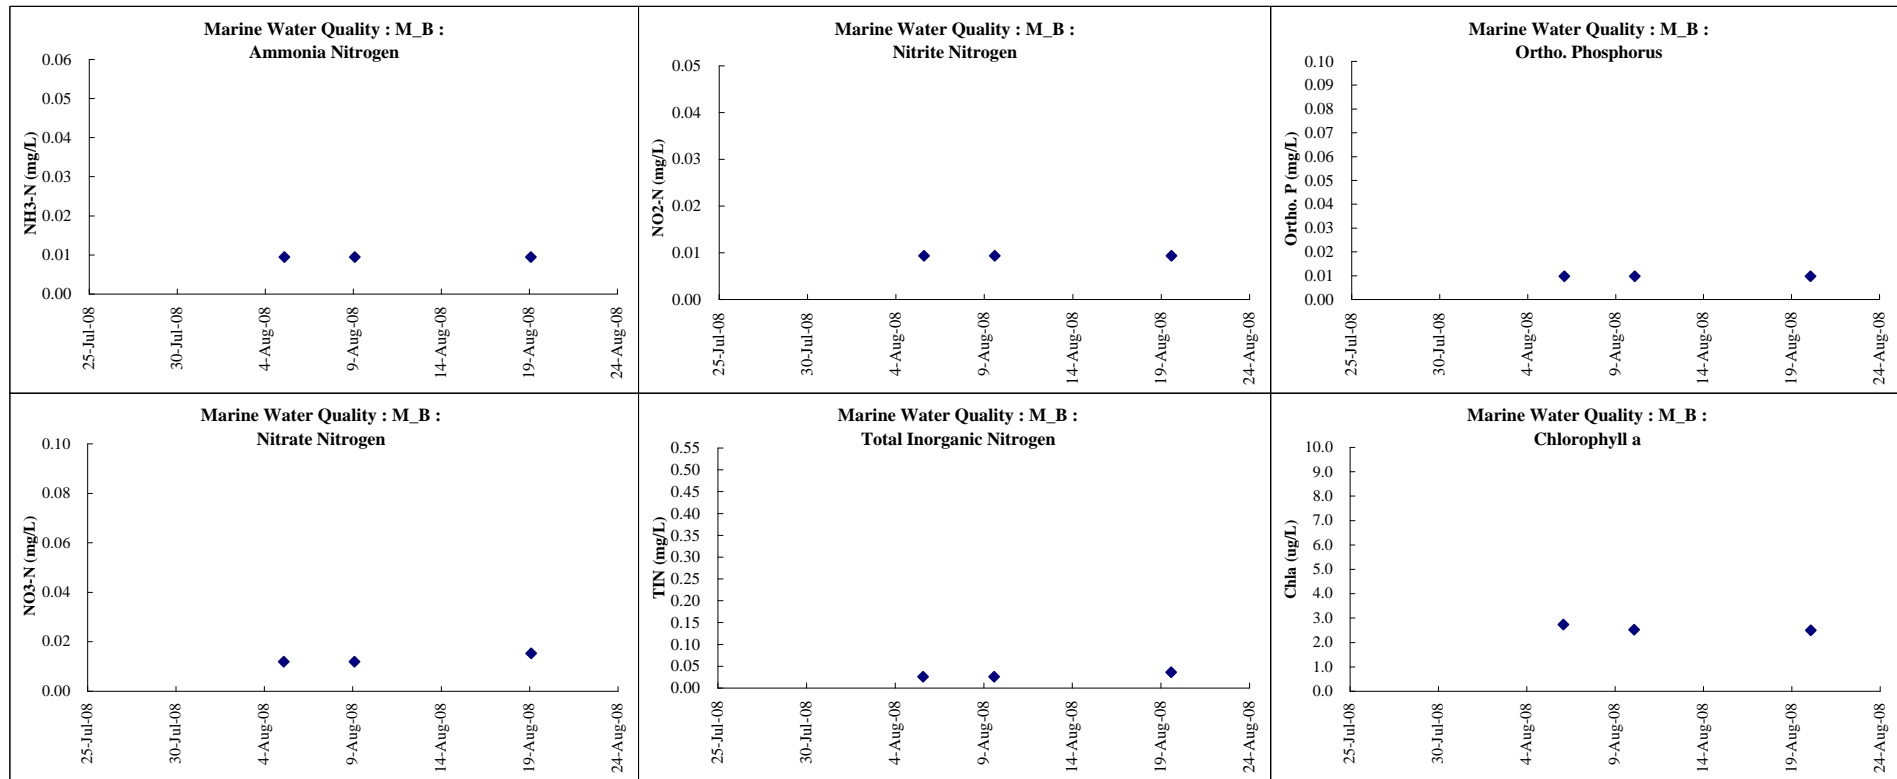 Marine Water Quality : M_B :
Ammonia Nitrogen
0.06
0.05
0.04
0.03
0.02
0.01
0.00
NH3-N (mg/L)
25-Jul-08
30-Jul-08
4-Aug-08
9-Aug-08
14-Aug-08
19-Aug-08
24-Aug-08
Marine Water Quality : M_B :
Nitrite Nitrogen
0.05
0.04
0.03
0.02
0.01
0.00
NO2-N (mg/L)
25-Jul-08
30-Jul-08
4-Aug-08
9-Aug-08
14-Aug-08
19-Aug-08
24-Aug-08
Marine Water Quality : M_B :
Ortho. Phosphorus
0.10
0.09
0.08
0.07
0.06
0.05
0.04
0.03
0.02
0.01
0.00
Ortho. P (mg/L)
25-Jul-08
30-Jul-08
4-Aug-08
9-Aug-08
14-Aug-08
19-Aug-08
24-Aug-08
Marine Water Quality : M_B :
Nitrate Nitrogen
0.10
0.08
0.06
0.04
0.02
0.00
NO3-N (mg/L)
25-Jul-08
30-Jul-08
4-Aug-08
9-Aug-08
14-Aug-08
19-Aug-08
24-Aug-08
Marine Water Quality : M_B :
Total Inorganic Nitrogen
0.55
0.50
0.45
0.40
0.35
0.30
0.25
0.20
0.15
0.10
0.05
0.00
TIN (mg/L)
25-Jul-08
30-Jul-08
4-Aug-08
9-Aug-08
14-Aug-08
19-Aug-08
24-Aug-08
Marine Water Quality : M_B :
Chlorophyll a
10.0
9.0
8.0
7.0
6.0
5.0
4.0
3.0
2.0
1.0
0.0
Chla (ug/L)
25-Jul-08
30-Jul-08
4-Aug-08
9-Aug-08
14-Aug-08
19-Aug-08
24-Aug-08